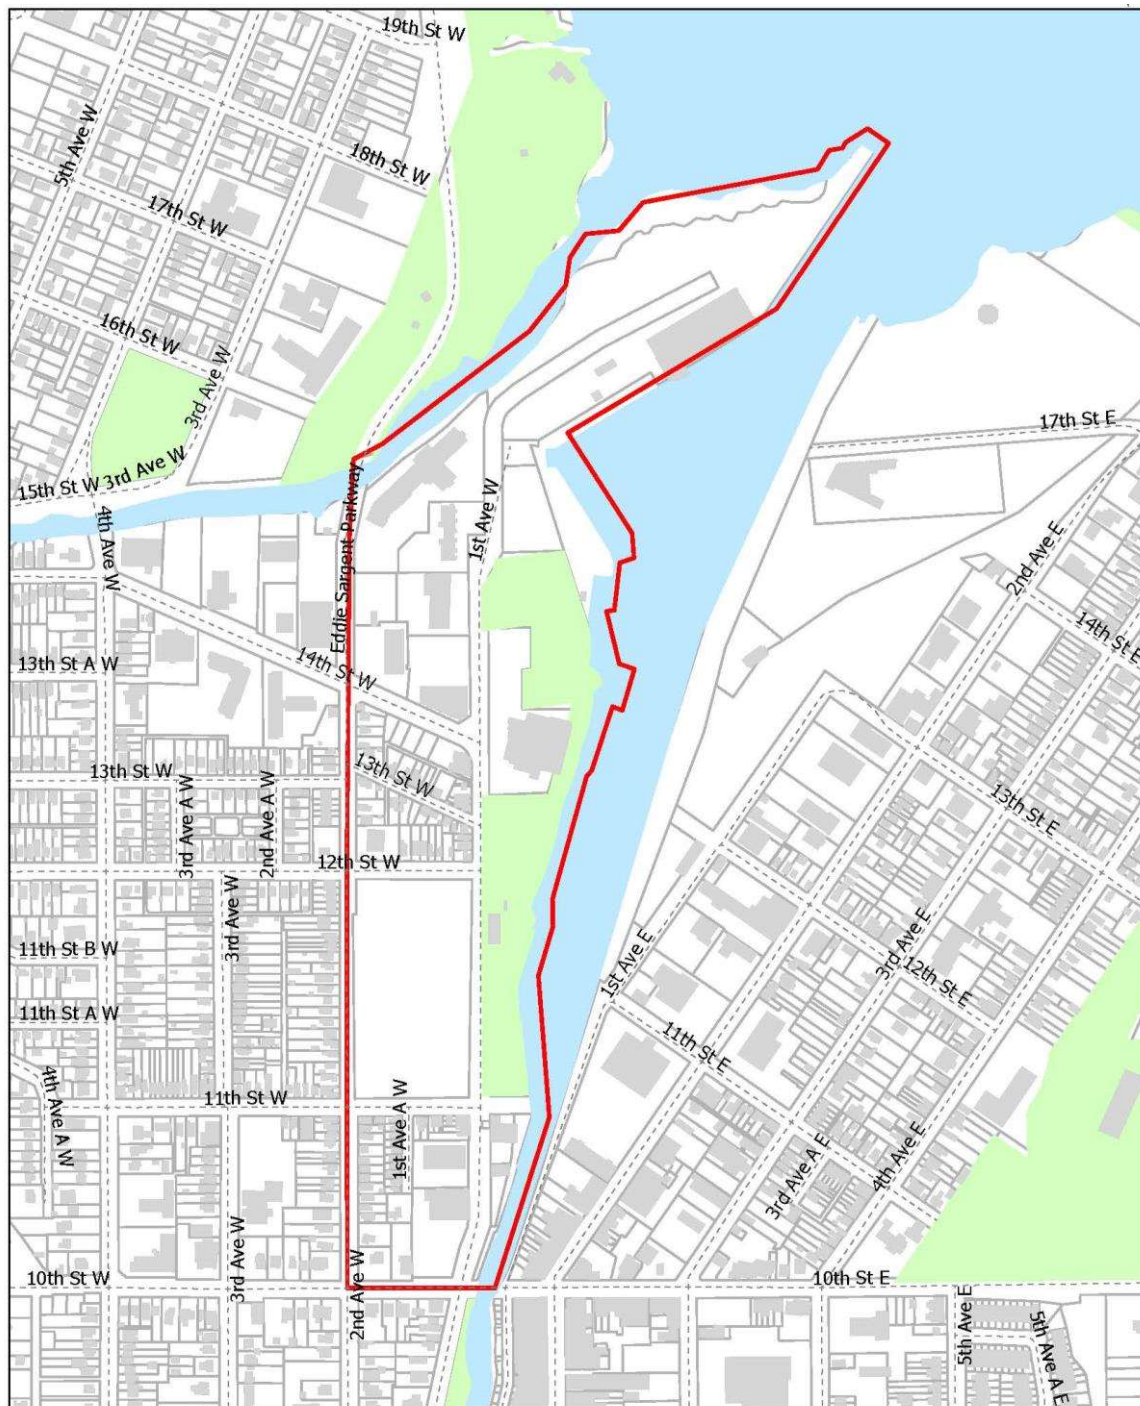 19th St W
5th Ave W
18th St W
17th St W
16th St W
3rd Ave W
17th St E
3rd Ave W
15th St W
4th Ave W
Eddie Sargent Parkway
1st Ave W
2nd Ave E
14th St E
13th St A W
14th St W
13th St W
13th St W
3rd Ave A W
2nd Ave A W
13th St E
12th St W
3rd Ave W
11th St B W
1st Ave E
3rd Ave E
12th St E
11th St A W
11th St E
4th Ave A W
11th St W
1st Ave A W
3rd Ave A E
4th Ave E
3rd Ave W
2nd Ave W
10th St W
10th St E
5th Ave E
5th Ave A E